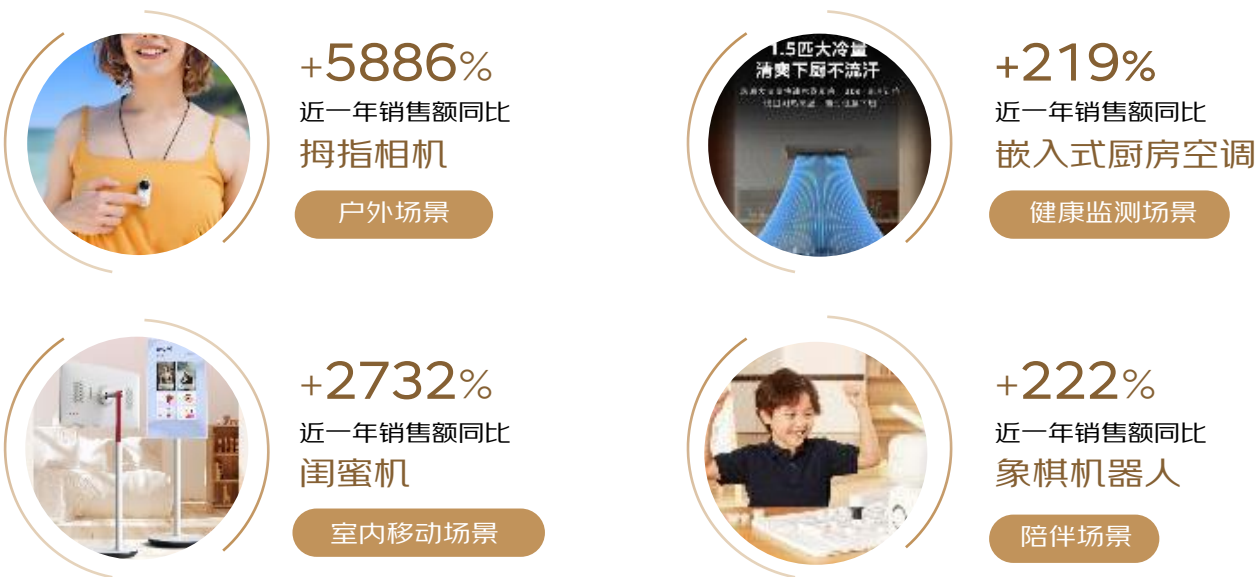 +5886%
近一年销售额同比
拇指相机
户外场景
1.5匹大冷量
清爽下厨不流汗
+219%
近一年销售额同比
嵌入式厨房空调
健康监测场景
+2732%
近一年销售额同比
闺蜜机
室内移动场景
+222%
近一年销售额同比
象棋机器人
陪伴场景